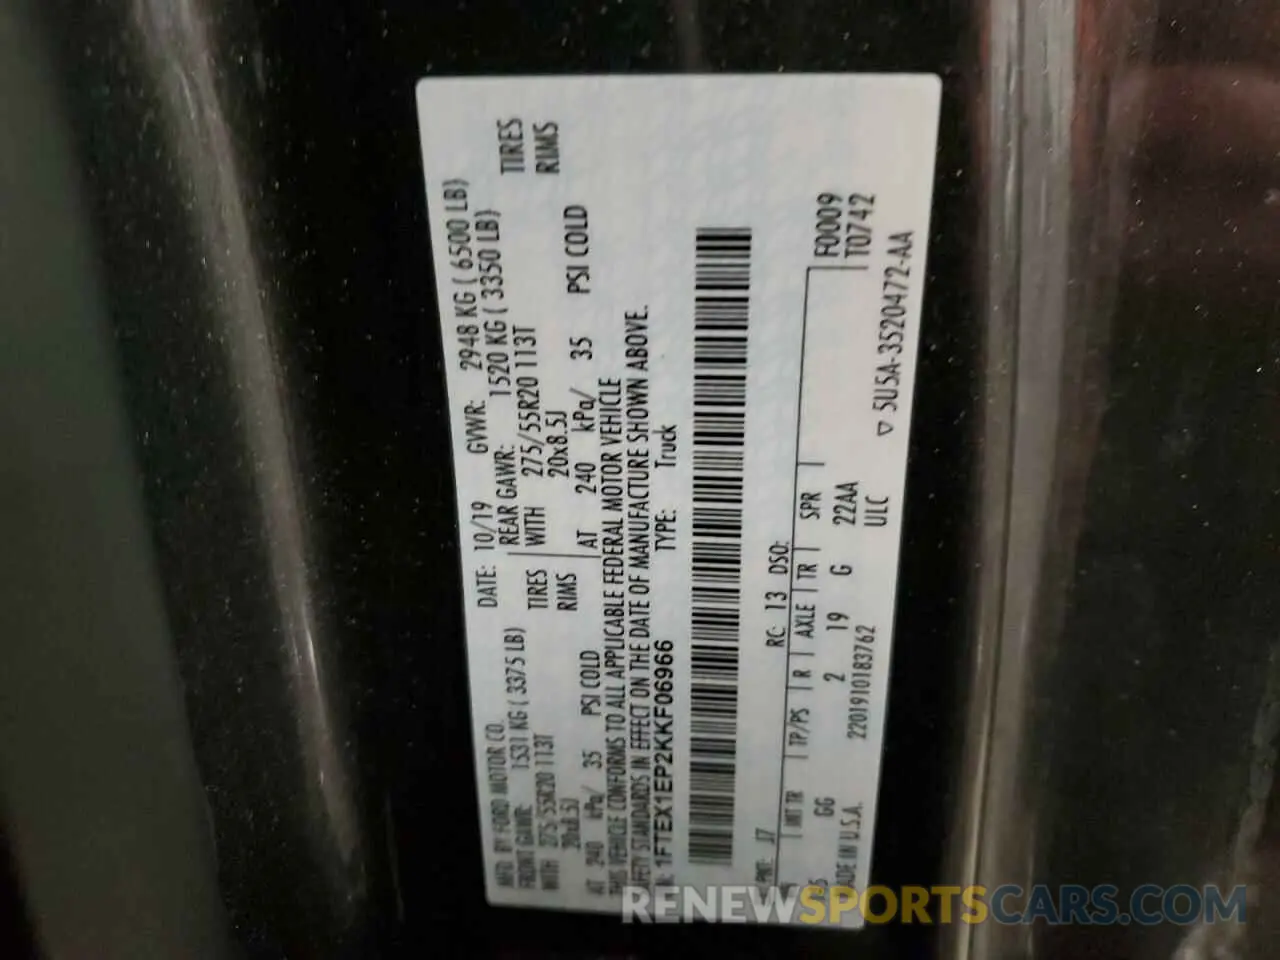 MFD. BY FORD MOTOR CO.
DATE: 10/19 GVWR: 2948 KG ( 6500 LB)
FRONT GAWR: 1531 KG ( 3375 LB) REAR GAWR: 1520 KG ( 3350 LB)
WITH 275/55R20 113T TIRES WITH 275/55R20 113T TIRES
20x8.5J RIMS 20x8.5J RIMS
AT 240 kPa/ 35 PSI COLD AT 240 kPa/ 35 PSI COLD
THIS VEHICLE CONFORMS TO ALL APPLICABLE FEDERAL MOTOR VEHICLE
SAFETY STANDARDS IN EFFECT ON THE DATE OF MANUFACTURE SHOWN ABOVE.
1FTEX1EP2KKF06966 TYPE: Truck
PNT: J7 RC: 13 DSO:
INT TR TP/PS R AXLE TR SPR F0009
GG 2 19 G 22AA T0742
2201910183762 ULC
MADE IN U.S.A. ▽ 5U5A-3520472-AA
RENEWSPORTSCARS.COM